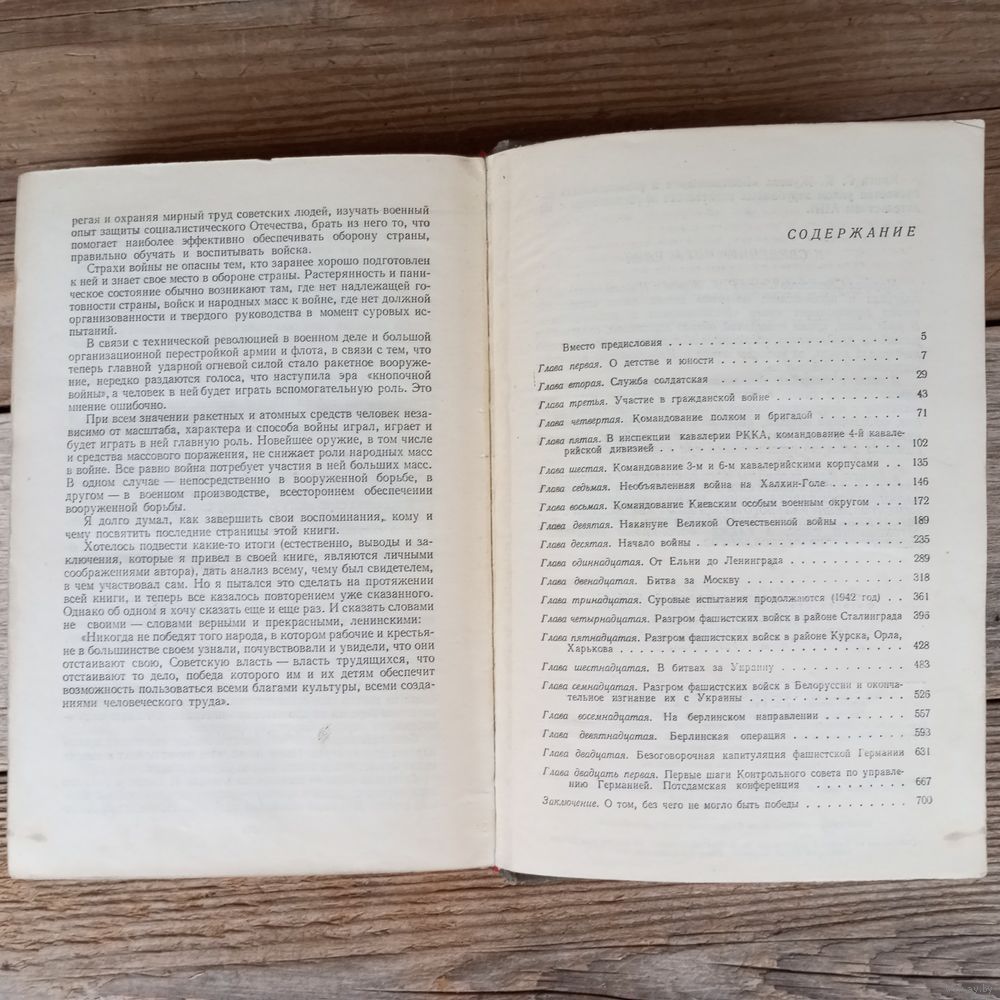 регая и охраняя мирный труд советских людей, изучать военный
опыт защиты социалистического Отечества, брать из него то, что
помогает наиболее эффективно обеспечивать оборону страны,
правильно обучать и воспитывать войска.
Страхи войны не опасны тем, кто заранее хорошо подготовлен
к ней и знает свое место в обороне страны. Растерянность и пани-
ческое состояние обычно возникают там, где нет надлежащей го-
товности страны, войск и народных масс к войне, где нет должной
организованности и твердого руководства в момент суровых ис-
пытаний.
В связи с технической революцией в военном деле и большой
организационной перестройкой армии и флота, в связи с тем, что
теперь главной ударной огневой силой стало ракетное вооруже-
ние, нередко раздаются голоса, что наступила эра «кнопочной
войны», а человек в ней будет играть вспомогательную роль. Это
мнение ошибочно.
При всем значении ракетных и атомных средств человек неза-
висимо от масштаба, характера и способа войны играл, играет и
будет играть в ней главную роль. Новейшее оружие, в том числе
и средства массового поражения, не снижает роли народных масс
в войне. Все равно война потребует участия в ней больших масс.
В одном случае — непосредственно в вооруженной борьбе, в
другом — в военном производстве, всестороннем обеспечении
вооруженной борьбы.
Я долго думал, как завершить свои воспоминания, кому и
чему посвятить последние страницы этой книги.
Хотелось подвести какие-то итоги (естественно, выводы и за-
ключения, которые я привел в своей книге, являются личными
соображениями автора), дать анализ всему, чему был свидетелем,
в чем участвовал сам. Но я пытался это сделать на протяжении
всей книги, и теперь все казалось повторением уже сказанного.
Однако об одном я хочу сказать еще и еще раз. И сказать словами
не своими — словами верными и прекрасными, ленинскими:
«Никогда не победят того народа, в котором рабочие и крестья-
не в большинстве своем узнали, почувствовали и увидели, что они
отстаивают свою, Советскую власть — власть трудящихся, что
отстаивают то дело, победа которого им и их детям обеспечит
возможность пользоваться всеми благами культуры, всеми созда-
ниями человеческого труда».
СОДЕРЖАНИЕ
Вместо предисловия . . . . . . . . . . . . . . . . 5
Глава первая. О детстве и юности . . . . . . . . . . . . 7
Глава вторая. Служба солдатская . . . . . . . . . . . . 29
Глава третья. Участие в гражданской войне . . . . . . . . 43
Глава четвертая. Командование полком и бригадой . . . . . . 71
Глава пятая. В инспекции кавалерии РККА, командование 4-й кавале-
рийской дивизией . . . . . . . . . . . . . . . . 102
Глава шестая. Командование 3-м и 6-м кавалерийскими корпусами . . 135
Глава седьмая. Необъявленная война на Халхин-Голе . . . . . 146
Глава восьмая. Командование Киевским особым военным округом . . . 172
Глава девятая. Накануне Великой Отечественной войны . . . . . 189
Глава десятая. Начало войны . . . . . . . . . . . . . 235
Глава одиннадцатая. От Ельни до Ленинграда . . . . . . . . 289
Глава двенадцатая. Битва за Москву . . . . . . . . . . . 318
Глава тринадцатая. Суровые испытания продолжаются (1942 год) . . 361
Глава четырнадцатая. Разгром фашистских войск в районе Сталинграда 396
Глава пятнадцатая. Разгром фашистских войск в районе Курска, Орла,
Харькова . . . . . . . . . . . . . . . . . . . 428
Глава шестнадцатая. В битвах за Украину . . . . . . . . . 483
Глава семнадцатая. Разгром фашистских войск в Белоруссии и оконча-
тельное изгнание их с Украины . . . . . . . . . . . . 526
Глава восемнадцатая. На берлинском направлении . . . . . . . 557
Глава девятнадцатая. Берлинская операция . . . . . . . . . 593
Глава двадцатая. Безоговорочная капитуляция фашистской Германии 631
Глава двадцать первая. Первые шаги Контрольного совета по управле-
нию Германией. Потсдамская конференция . . . . . . . . 667
Заключение. О том, без чего не могло быть победы . . . . . . . 700